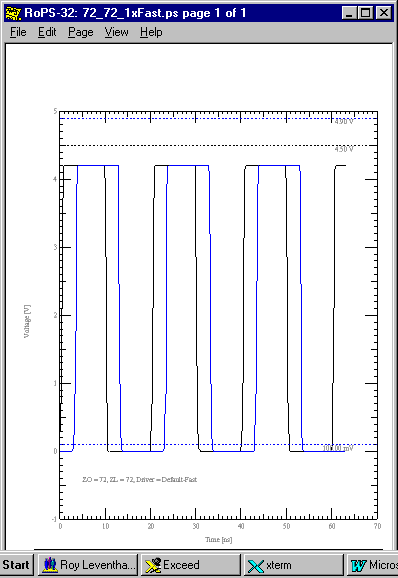 RoPS-32: 72_72_1xFast.ps page 1 of 1
File Edit Page View Help
5
4.90 V
4.50 V
4
3
Voltage [V]
2
1
100.00 mV
0
ZO = 72, ZL = 72, Driver = Default-Fast
-1
0 10 20 30 40 50 60 70
Time [ns]
Start Roy Leventha... Exceed xterm Micros